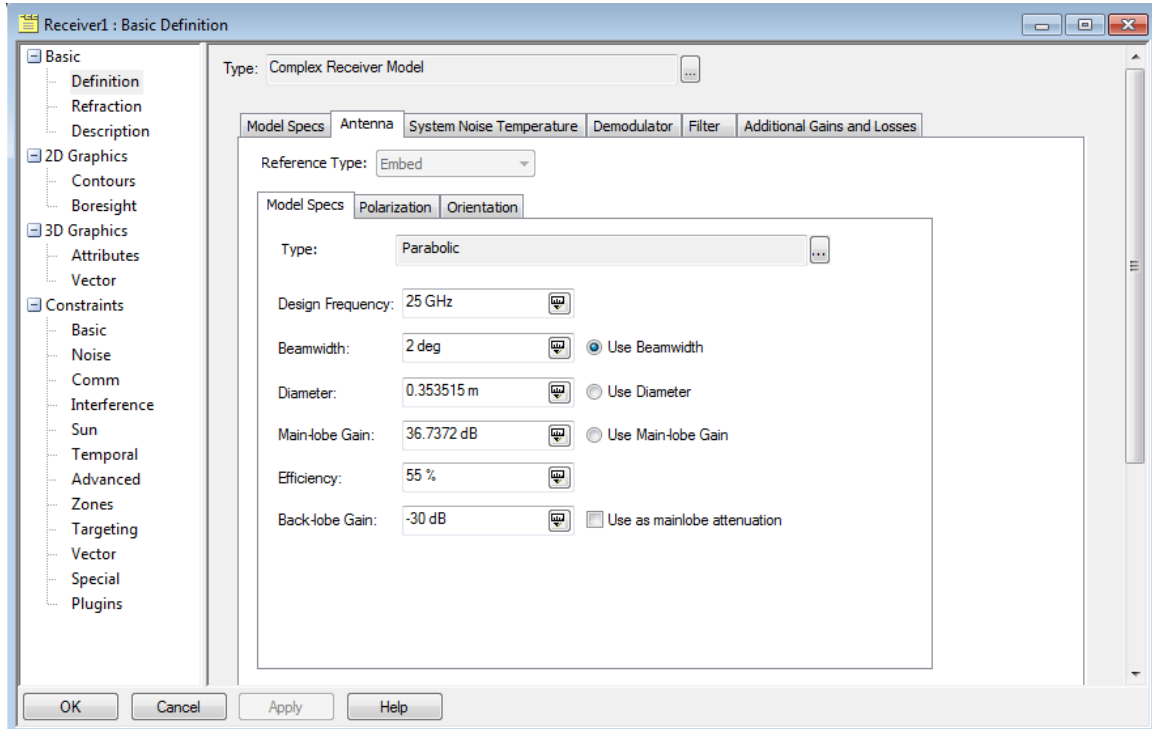 Receiver1 : Basic Definition
Basic
Definition
Refraction
Description
2D Graphics
Contours
Boresight
3D Graphics
Attributes
Vector
Constraints
Basic
Noise
Comm
Interference
Sun
Temporal
Advanced
Zones
Targeting
Vector
Special
Plugins
Type: Complex Receiver Model ...
Model Specs Antenna System Noise Temperature Demodulator Filter Additional Gains and Losses
Reference Type: Embed
Model Specs Polarization Orientation
Type: Parabolic ...
Design Frequency: 25 GHz
Beamwidth: 2 deg Use Beamwidth
Diameter: 0.353515 m Use Diameter
Main-lobe Gain: 36.7372 dB Use Main-lobe Gain
Efficiency: 55 %
Back-lobe Gain: -30 dB Use as mainlobe attenuation
OK Cancel Apply Help